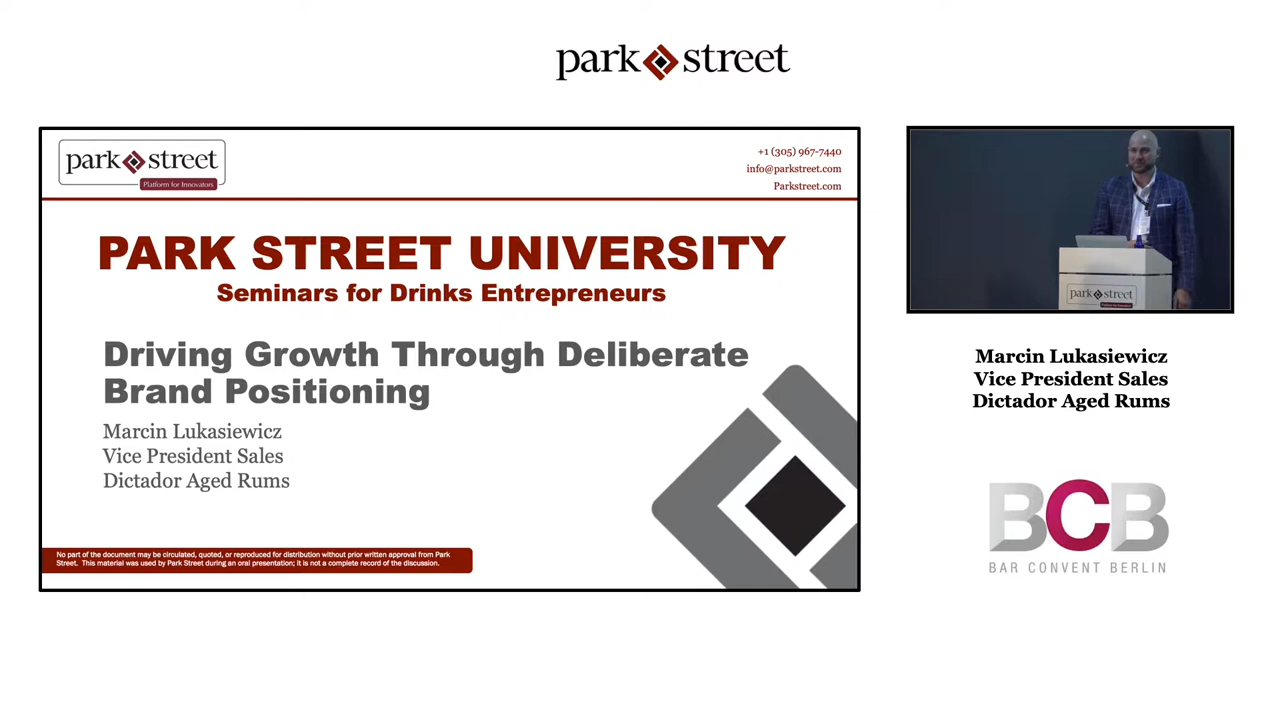 park street
park street
Platform for Innovators
+1 (305) 967-7440
info@parkstreet.com
Parkstreet.com
PARK STREET UNIVERSITY
Seminars for Drinks Entrepreneurs
Driving Growth Through Deliberate
Brand Positioning
Marcin Lukasiewicz
Vice President Sales
Dictador Aged Rums
No part of the document may be circulated, quoted, or reproduced for distribution without prior written approval from Park
Street. This material was used by Park Street during an oral presentation; it is not a complete record of the discussion.
park street
Marcin Lukasiewicz
Vice President Sales
Dictador Aged Rums
BCB
BAR CONVENT BERLIN